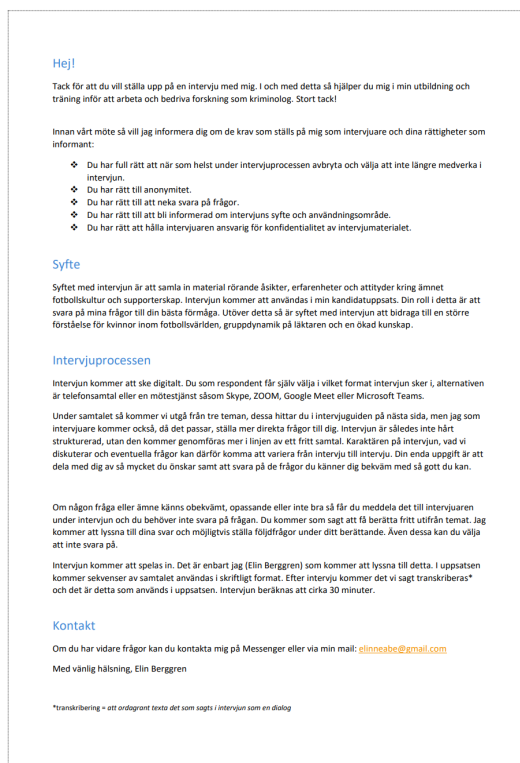 Hej!
Tack för att du vill ställa upp på en intervju med mig. I och med detta så hjälper du mig i min utbildning och
träning inför att arbeta och bedriva forskning som kriminolog. Stort tack!
Innan vårt möte så vill jag informera dig om de krav som ställs på mig som intervjuare och dina rättigheter som
informant:
❖ Du har full rätt att när som helst under intervjuprocessen avbryta och välja att inte längre medverka i
intervjun.
❖ Du har rätt till anonymitet.
❖ Du har rätt till att neka svara på frågor.
❖ Du har rätt till att bli informerad om intervjuns syfte och användningsområde.
❖ Du har rätt att hålla intervjuaren ansvarig för konfidentialitet av intervjumaterialet.
Syfte
Syftet med intervjun är att samla in material rörande åsikter, erfarenheter och attityder kring ämnet
fotbollskultur och supporterskap. Intervjun kommer att användas i min kandidatuppsats. Din roll i detta är att
svara på mina frågor till din bästa förmåga. Utöver detta så är syftet med intervjun att bidraga till en större
förståelse för kvinnor inom fotbollsvärlden, gruppdynamik på läktaren och en ökad kunskap.
Intervjuprocessen
Intervjun kommer att ske digitalt. Du som respondent får själv välja i vilket format intervjun sker i, alternativen
är telefonsamtal eller en mötestjänst såsom Skype, ZOOM, Google Meet eller Microsoft Teams.
Under samtalet så kommer vi utgå från tre teman, dessa hittar du i intervjuguiden på nästa sida, men jag som
intervjuare kommer också, då det passar, ställa mer direkta frågor till dig. Intervjun är således inte hårt
strukturerad, utan den kommer genomföras mer i linjen av ett fritt samtal. Karaktären på intervjun, vad vi
diskuterar och eventuella frågor kan därför komma att variera från intervju till intervju. Din enda uppgift är att
dela med dig av så mycket du önskar samt att svara på de frågor du känner dig bekväm med så gott du kan.
Om någon fråga eller ämne känns obekvämt, opassande eller inte bra så får du meddela det till intervjuaren
under intervjun och du behöver inte svara på frågan. Du kommer som sagt att få berätta fritt utifrån temat. Jag
kommer att lyssna till dina svar och möjligtvis ställa följdfrågor under ditt berättande. Även dessa kan du välja
att inte svara på.
Intervjun kommer att spelas in. Det är enbart jag (Elin Berggren) som kommer att lyssna till detta. I uppsatsen
kommer sekvenser av samtalet användas i skriftligt format. Efter intervju kommer det vi sagt transkriberas*
och det är detta som används i uppsatsen. Intervjun beräknas att cirka 30 minuter.
Kontakt
Om du har vidare frågor kan du kontakta mig på Messenger eller via min mail: elinneabe@gmail.com
Med vänlig hälsning, Elin Berggren
*transkribering = att ordagrant texta det som sagts i intervjun som en dialog